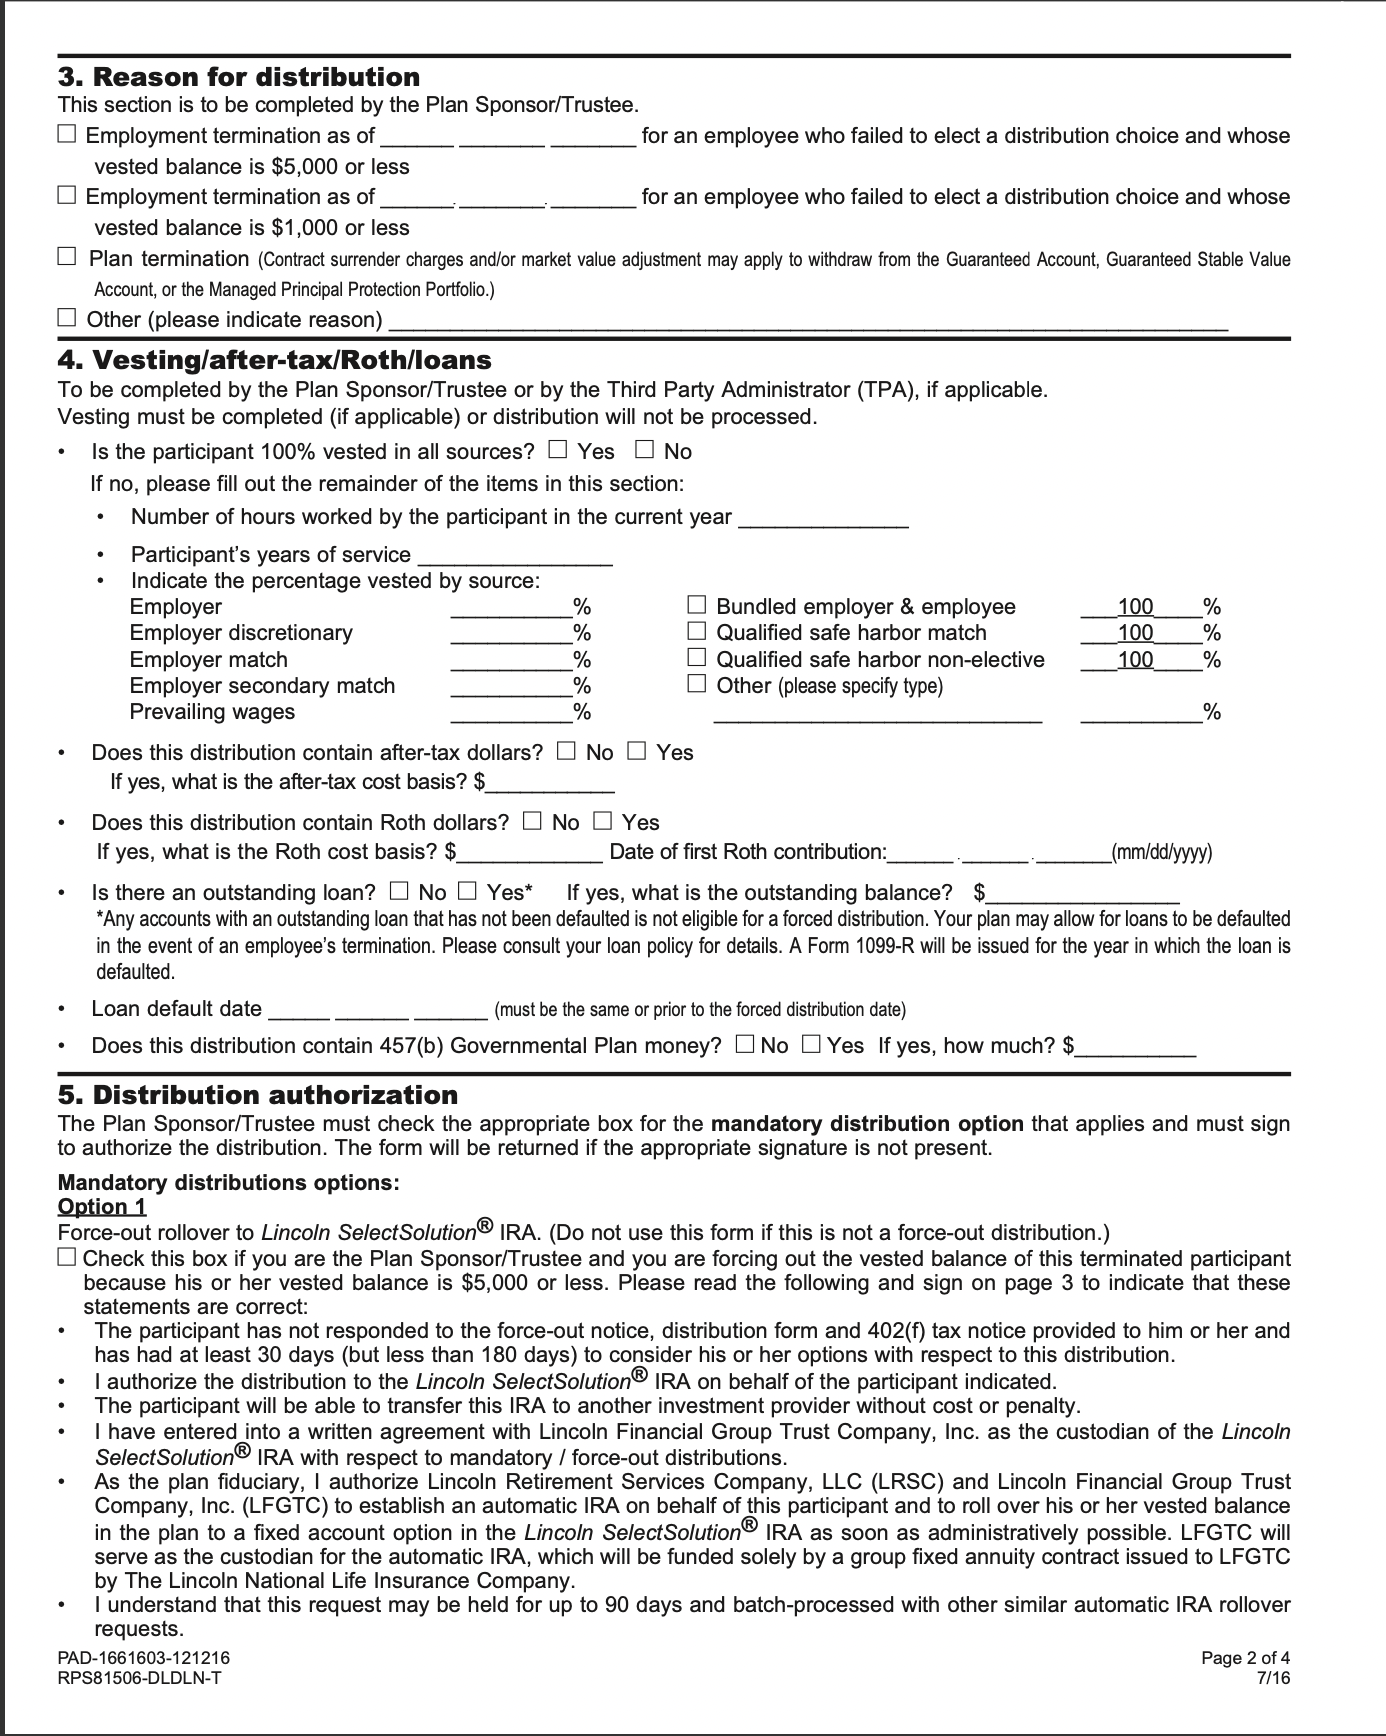 3. Reason for distribution
This section is to be completed by the Plan Sponsor/Trustee.
☐ Employment termination as of ______ _______ _______ for an employee who failed to elect a distribution choice and whose
vested balance is $5,000 or less
☐ Employment termination as of ______ _______ _______ for an employee who failed to elect a distribution choice and whose
vested balance is $1,000 or less
☐ Plan termination (Contract surrender charges and/or market value adjustment may apply to withdraw from the Guaranteed Account, Guaranteed Stable Value
Account, or the Managed Principal Protection Portfolio.)
☐ Other (please indicate reason) ____________________
4. Vesting/after-tax/Roth/loans
To be completed by the Plan Sponsor/Trustee or by the Third Party Administrator (TPA), if applicable.
Vesting must be completed (if applicable) or distribution will not be processed.
• Is the participant 100% vested in all sources? ☐ Yes ☐ No
If no, please fill out the remainder of the items in this section:
• Number of hours worked by the participant in the current year ______________
• Participant's years of service ________________
• Indicate the percentage vested by source:
Employer __________% ☐ Bundled employer & employee ___100____%
Employer discretionary __________% ☐ Qualified safe harbor match ___100____%
Employer match __________% ☐ Qualified safe harbor non-elective ___100____%
Employer secondary match __________% ☐ Other (please specify type)
Prevailing wages __________% ___________________________ __________%
• Does this distribution contain after-tax dollars? ☐ No ☐ Yes
If yes, what is the after-tax cost basis? $___________
• Does this distribution contain Roth dollars? ☐ No ☐ Yes
If yes, what is the Roth cost basis? $____________ Date of first Roth contribution:______ ______ _______(mm/dd/yyyy)
• Is there an outstanding loan? ☐ No ☐ Yes* If yes, what is the outstanding balance? $________________
*Any accounts with an outstanding loan that has not been defaulted is not eligible for a forced distribution. Your plan may allow for loans to be defaulted
in the event of an employee's termination. Please consult your loan policy for details. A Form 1099-R will be issued for the year in which the loan is
defaulted.
• Loan default date _____ ______ ______ (must be the same or prior to the forced distribution date)
• Does this distribution contain 457(b) Governmental Plan money? ☐ No ☐ Yes If yes, how much? $__________
5. Distribution authorization
The Plan Sponsor/Trustee must check the appropriate box for the mandatory distribution option that applies and must sign
to authorize the distribution. The form will be returned if the appropriate signature is not present.
Mandatory distributions options:
Option 1
Force-out rollover to Lincoln SelectSolution® IRA. (Do not use this form if this is not a force-out distribution.)
☐ Check this box if you are the Plan Sponsor/Trustee and you are forcing out the vested balance of this terminated participant
because his or her vested balance is $5,000 or less. Please read the following and sign on page 3 to indicate that these
statements are correct:
• The participant has not responded to the force-out notice, distribution form and 402(f) tax notice provided to him or her and
has had at least 30 days (but less than 180 days) to consider his or her options with respect to this distribution.
• I authorize the distribution to the Lincoln SelectSolution® IRA on behalf of the participant indicated.
• The participant will be able to transfer this IRA to another investment provider without cost or penalty.
• I have entered into a written agreement with Lincoln Financial Group Trust Company, Inc. as the custodian of the Lincoln
SelectSolution® IRA with respect to mandatory / force-out distributions.
• As the plan fiduciary, I authorize Lincoln Retirement Services Company, LLC (LRSC) and Lincoln Financial Group Trust
Company, Inc. (LFGTC) to establish an automatic IRA on behalf of this participant and to roll over his or her vested balance
in the plan to a fixed account option in the Lincoln SelectSolution® IRA as soon as administratively possible. LFGTC will
serve as the custodian for the automatic IRA, which will be funded solely by a group fixed annuity contract issued to LFGTC
by The Lincoln National Life Insurance Company.
• I understand that this request may be held for up to 90 days and batch-processed with other similar automatic IRA rollover
requests.
PAD-1661603-121216 Page 2 of 4
RPS81506-DLDLN-T 7/16